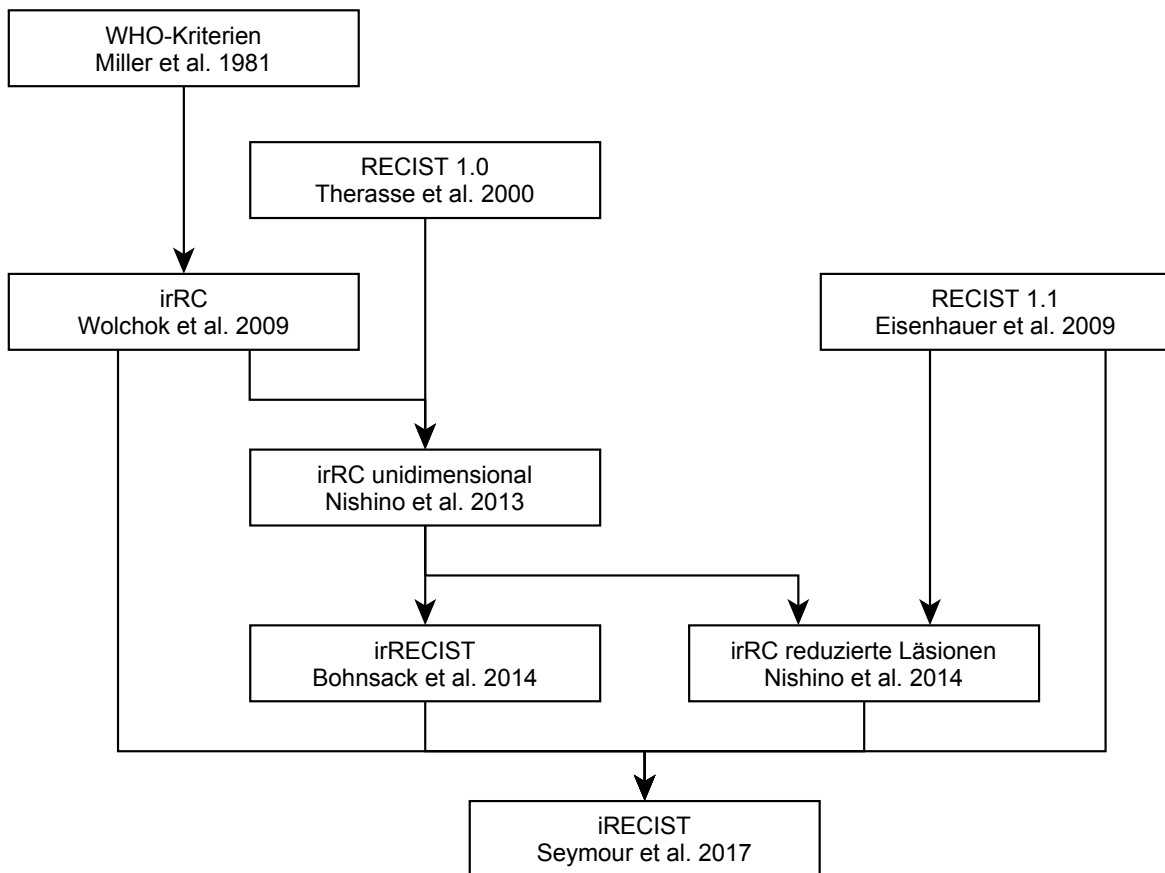 WHO-Kriterien
Miller et al. 1981
RECIST 1.0
Therasse et al. 2000
irRC
Wolchok et al. 2009
RECIST 1.1
Eisenhauer et al. 2009
irRC unidimensional
Nishino et al. 2013
irRECIST
Bohnsack et al. 2014
irRC reduzierte Läsionen
Nishino et al. 2014
iRECIST
Seymour et al. 2017